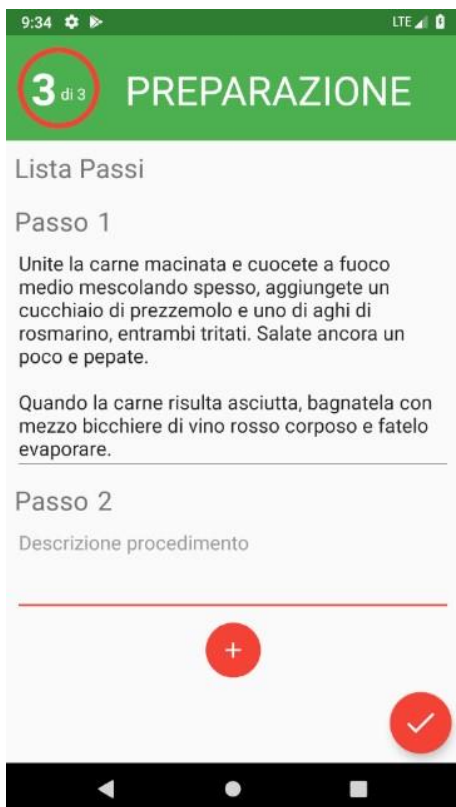 9:34
LTE
3 di 3 PREPARAZIONE
Lista Passi
Passo 1
Unite la carne macinata e cuocete a fuoco
medio mescolando spesso, aggiungete un
cucchiaio di prezzemolo e uno di aghi di
rosmarino, entrambi tritati. Salate ancora un
poco e pepate.
Quando la carne risulta asciutta, bagnatela con
mezzo bicchiere di vino rosso corposo e fatelo
evaporare.
Passo 2
Descrizione procedimento
+